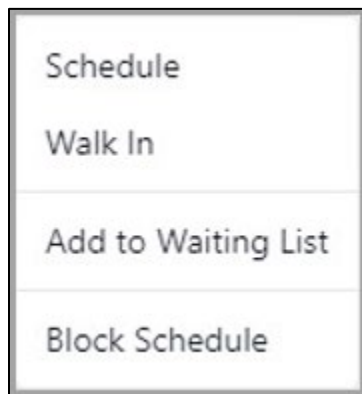 Schedule
Walk In
Add to Waiting List
Block Schedule